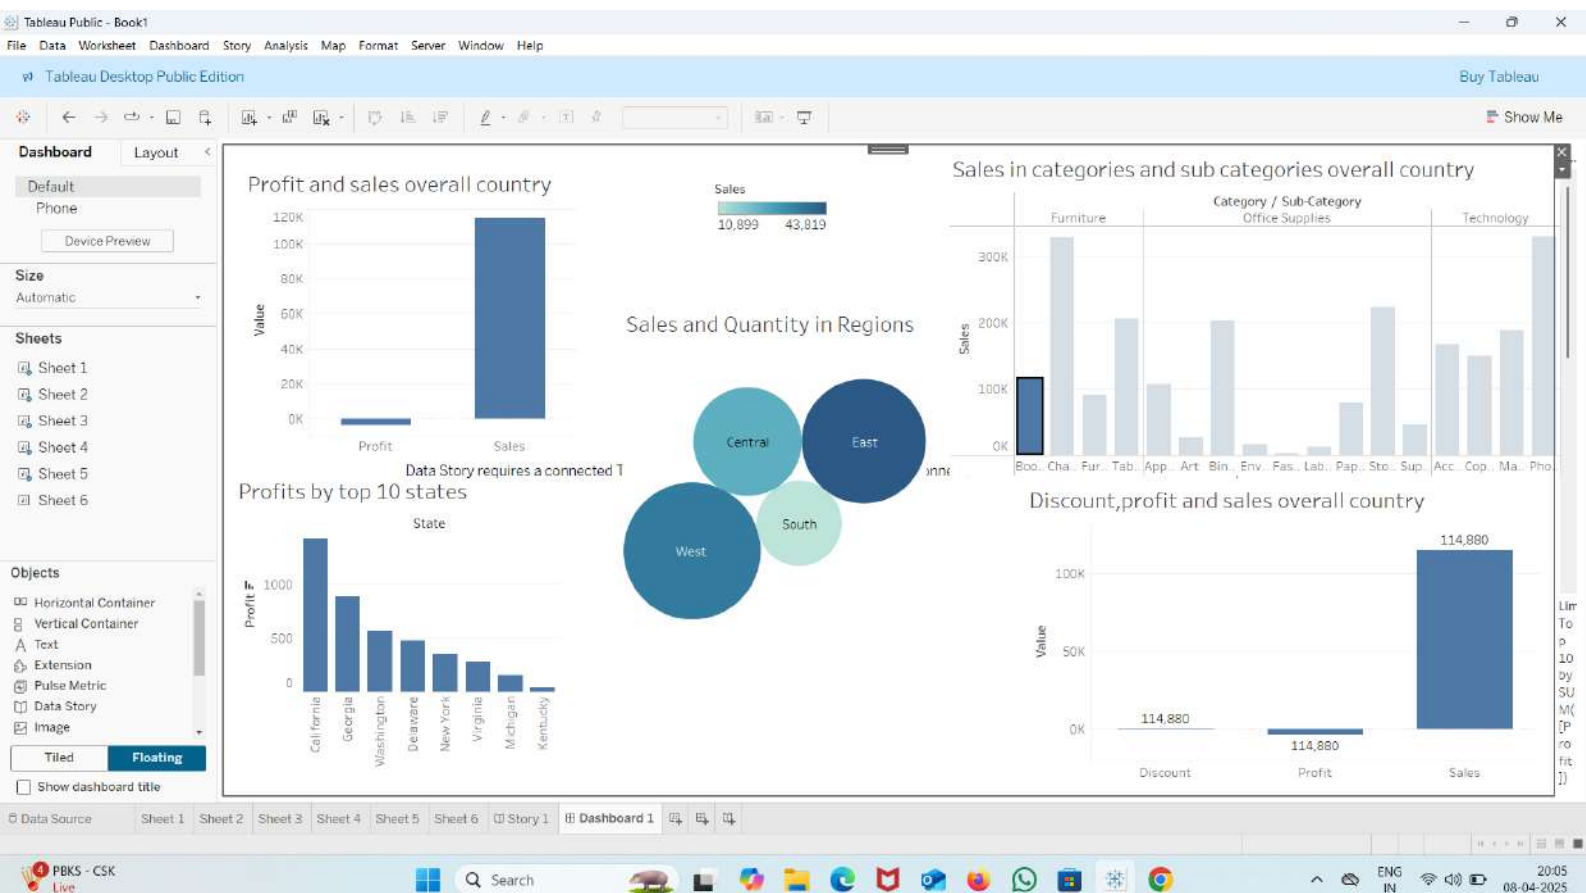 Tableau Public - Book1
File Data Worksheet Dashboard Story Analysis Map Format Server Window Help
Tableau Desktop Public Edition
Buy Tableau
Show Me
Dashboard Layout
Default
Phone
Device Preview
Size
Automatic
Sheets
Sheet 1
Sheet 2
Sheet 3
Sheet 4
Sheet 5
Sheet 6
Objects
Horizontal Container
Vertical Container
Text
Extension
Pulse Metric
Data Story
Image
Tiled Floating
Show dashboard title
Profit and sales overall country
120K
100K
80K
60K
40K
20K
0K
Value
Profit Sales
Data Story requires a connected T
Profits by top 10 states
State
1000
500
0
Profit
California
Georgia
Washington
Delaware
New York
Virginia
Michigan
Kentucky
Sales
10,899 43,819
Sales and Quantity in Regions
Central
East
South
West
onne
Sales in categories and sub categories overall country
Category / Sub-Category
Furniture Office Supplies Technology
300K
200K
100K
0K
Sales
Boo.. Cha.. Fur.. Tab.. App.. Art Bin.. Env.. Fas.. Lab.. Pap.. Sto.. Sup.. Acc.. Cop.. Ma.. Pho
Discount,profit and sales overall country
100K
50K
0K
Value
114,880
114,880
114,880
Discount Profit Sales
Lim
To
p
10
by
SU
M(
[P
ro
fit
])
Data Source Sheet 1 Sheet 2 Sheet 3 Sheet 4 Sheet 5 Sheet 6 Story 1 Dashboard 1
4
PBKS - CSK
Live
Search
ENG
IN
20:05
08-04-2025